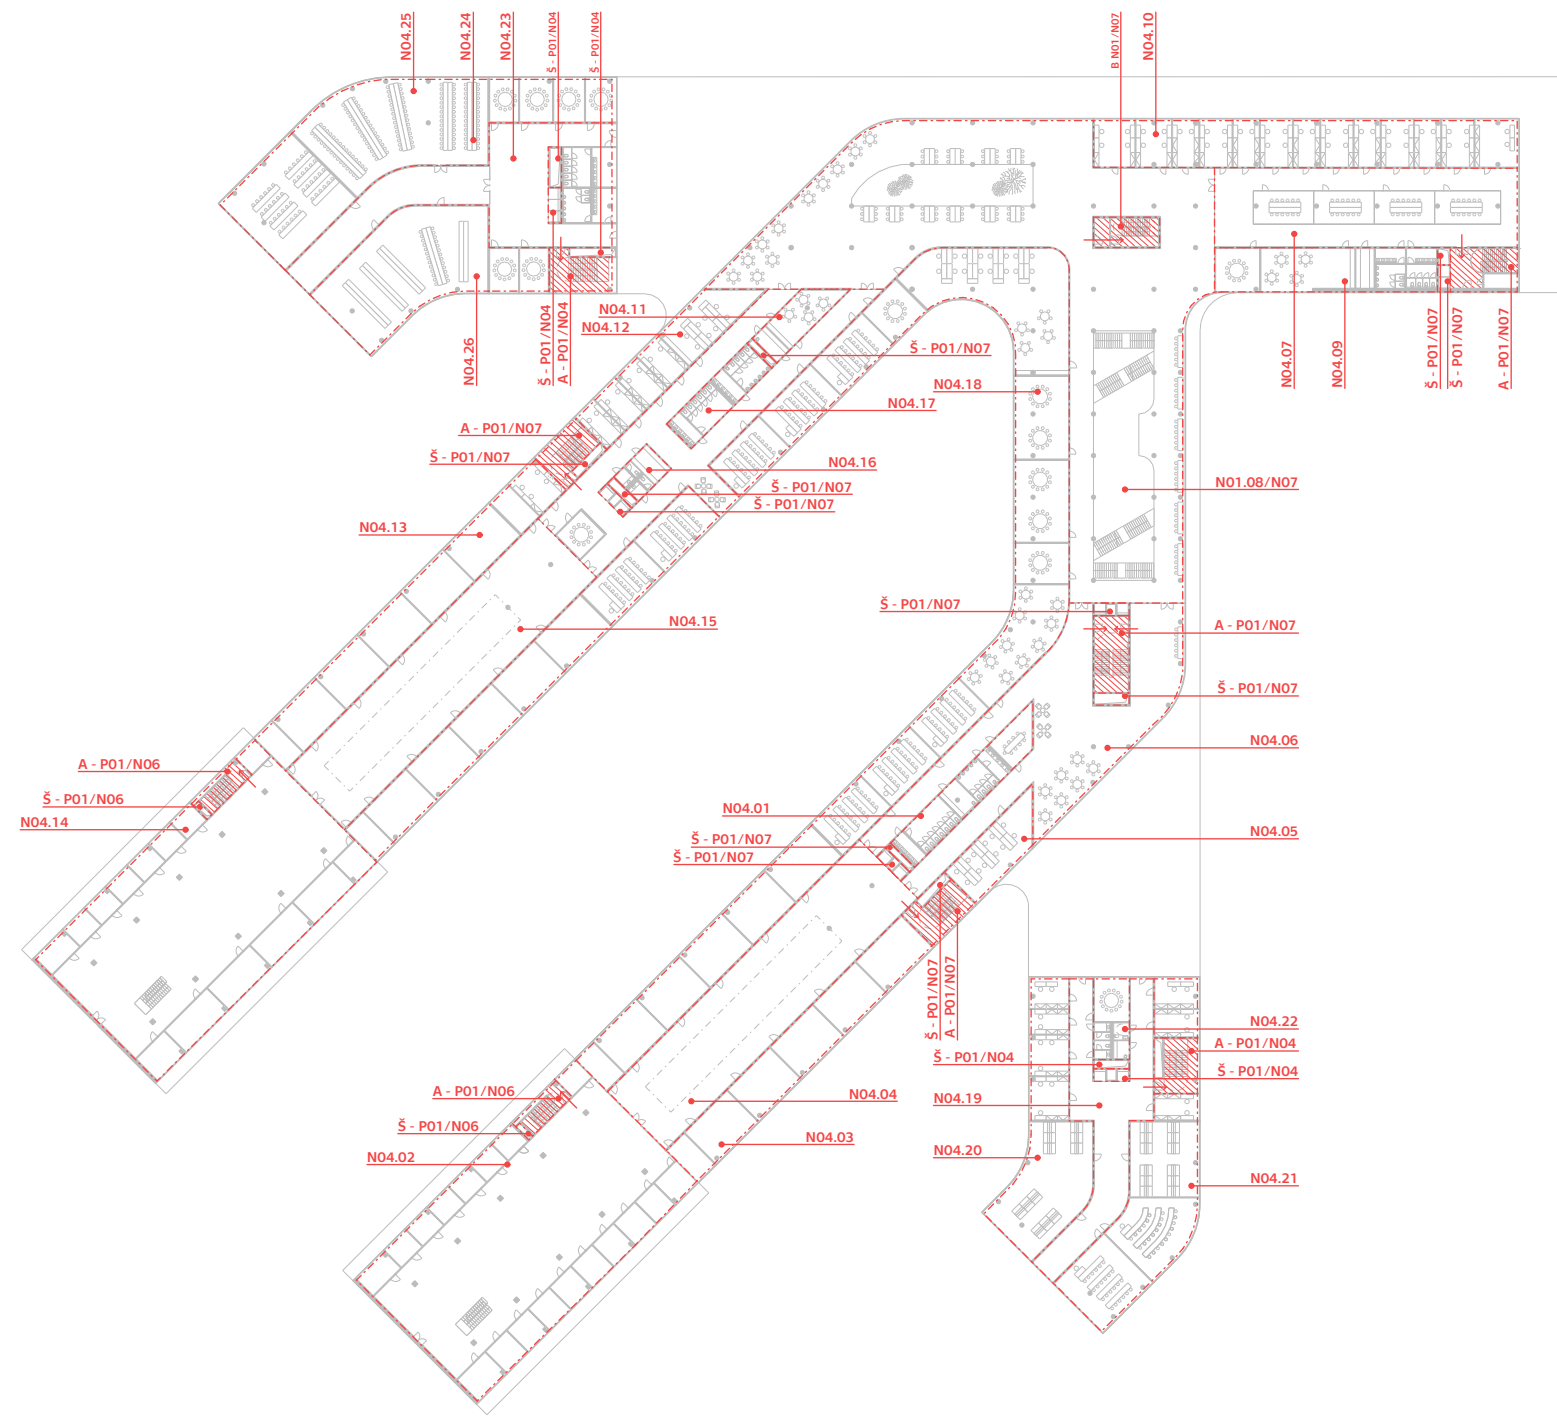 N04.25
N04.24
N04.23
Š - P01/N04
Š - P01/N04
B N01/N07
N04.10
N04.26
Š - P01/N04
A - P01/N04
N04.11
N04.12
Š - P01/N07
N04.18
N04.17
N04.07
N04.09
Š - P01/N07
Š - P01/N07
A - P01/N07
A - P01/N07
Š - P01/N07
N04.16
Š - P01/N07
Š - P01/N07
N01.08/N07
N04.13
Š - P01/N07
N04.15
A - P01/N07
Š - P01/N07
N04.06
A - P01/N06
Š - P01/N06
N04.14
N04.01
N04.05
Š - P01/N07
Š - P01/N07
Š - P01/N07
A - P01/N07
N04.22
A - P01/N04
Š - P01/N04
Š - P01/N04
A - P01/N06
N04.04
N04.19
Š - P01/N06
N04.03
N04.02
N04.20
N04.21